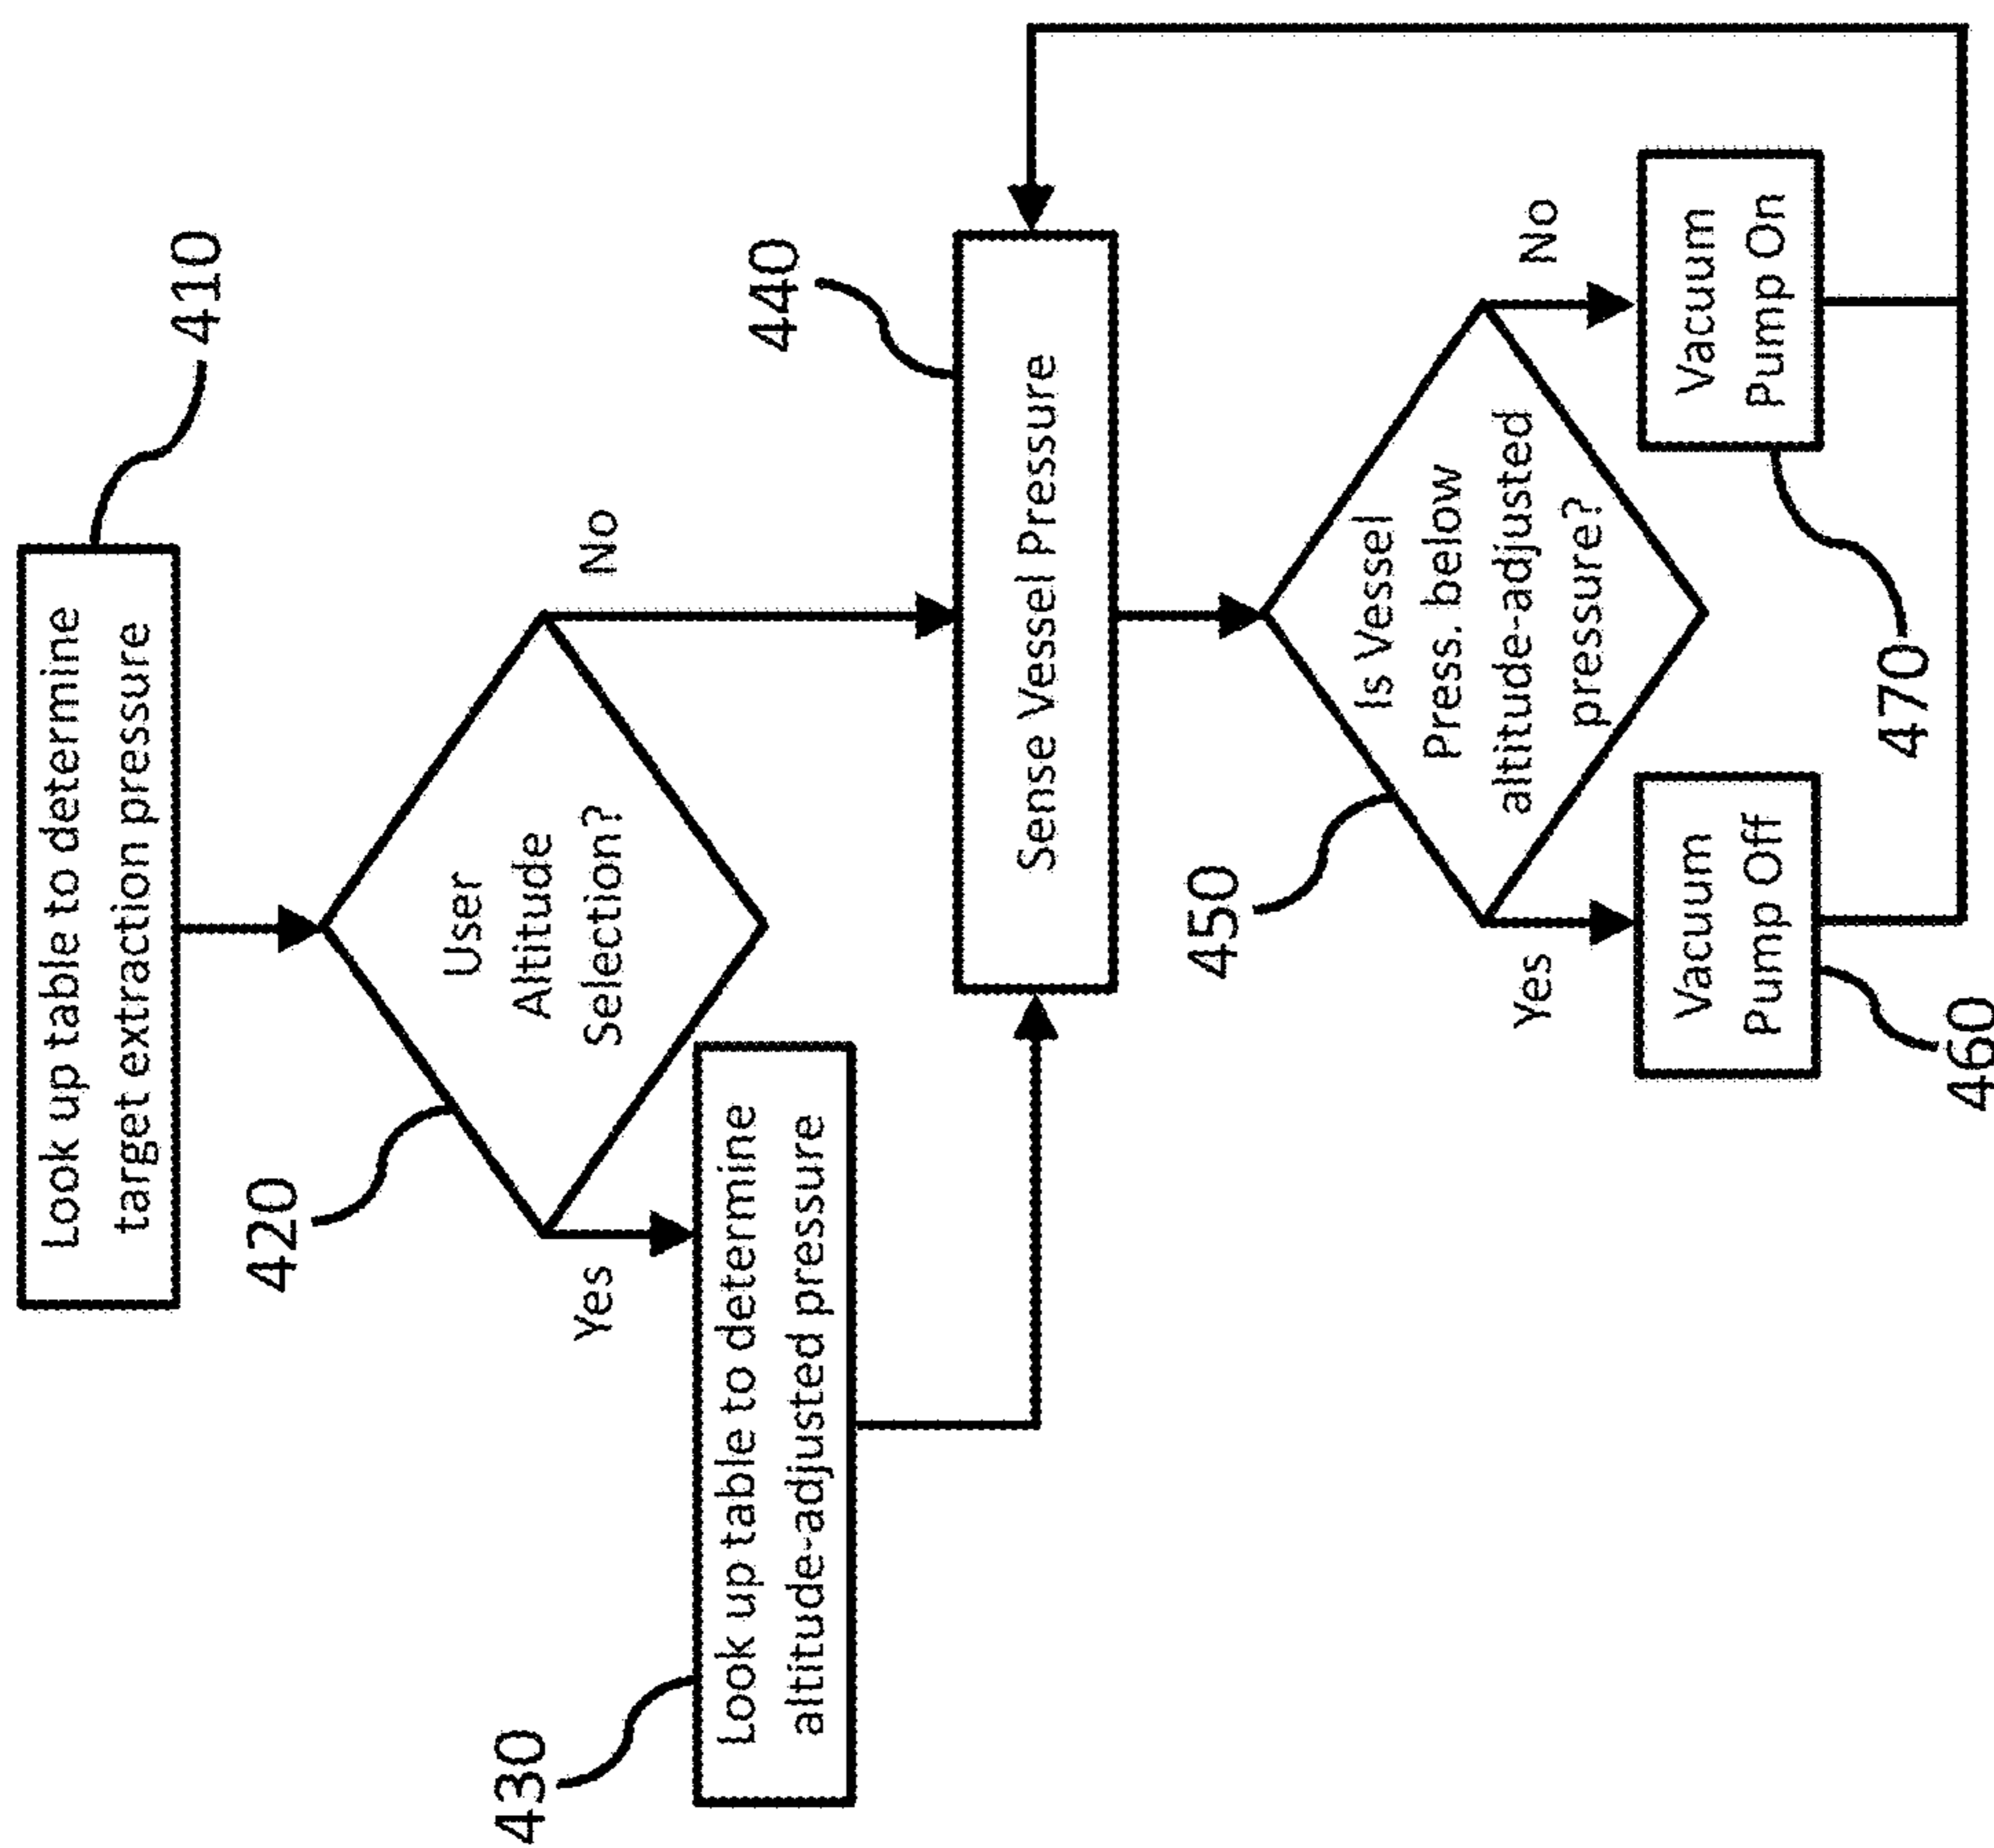 Look up table to determine
target extraction pressure
410
420
User
Altitude
Selection?
Yes
No
430
Look up table to determine
altitude-adjusted pressure
440
Sense Vessel Pressure
450
Is Vessel
Press. below
altitude-adjusted
pressure?
Yes
No
Vacuum
Pump Off
460
Vacuum
Pump On
470